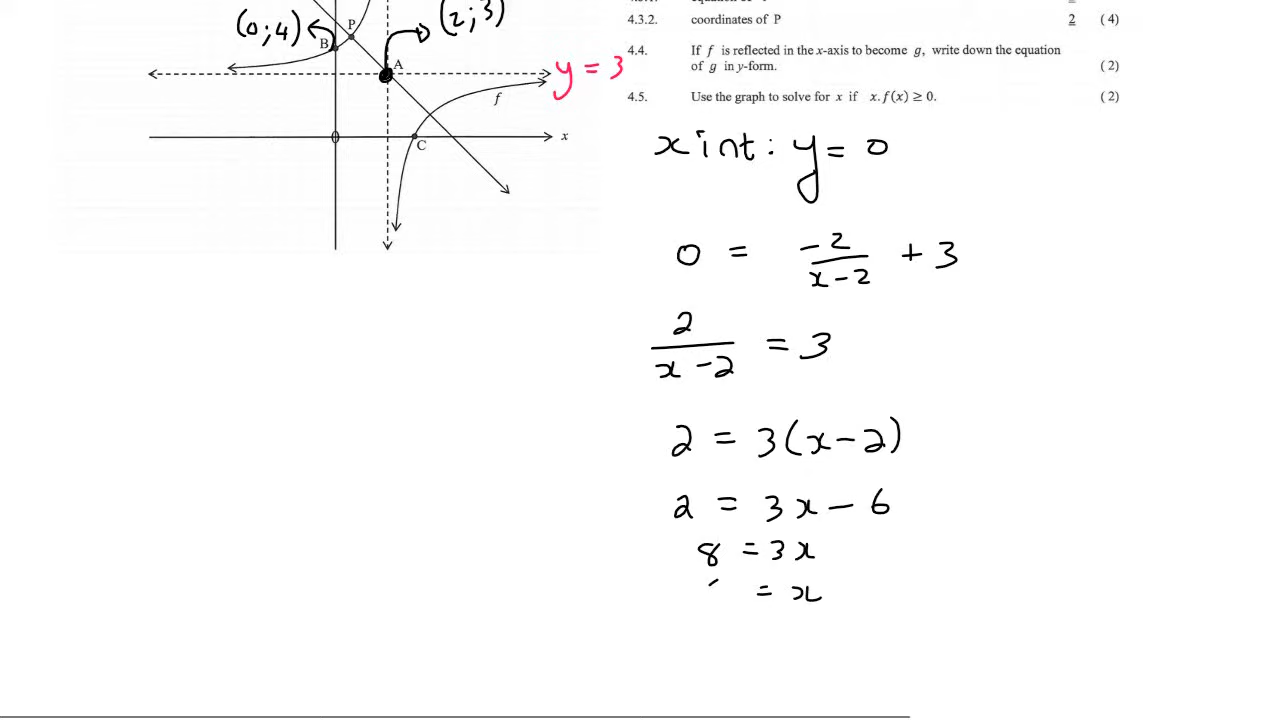 (0;4)
(2;3)
P
B
A
y = 3
f
0
C
x
4.3.2. coordinates of P 2 (4)
4.4. If f is reflected in the x-axis to become g, write down the equation
of g in y-form. (2)
4.5. Use the graph to solve for x if x.f(x) ≥ 0. (2)
x int: y = 0
0 = -2/(x-2) + 3
2/(x-2) = 3
2 = 3(x-2)
2 = 3x - 6
8 = 3x
= x